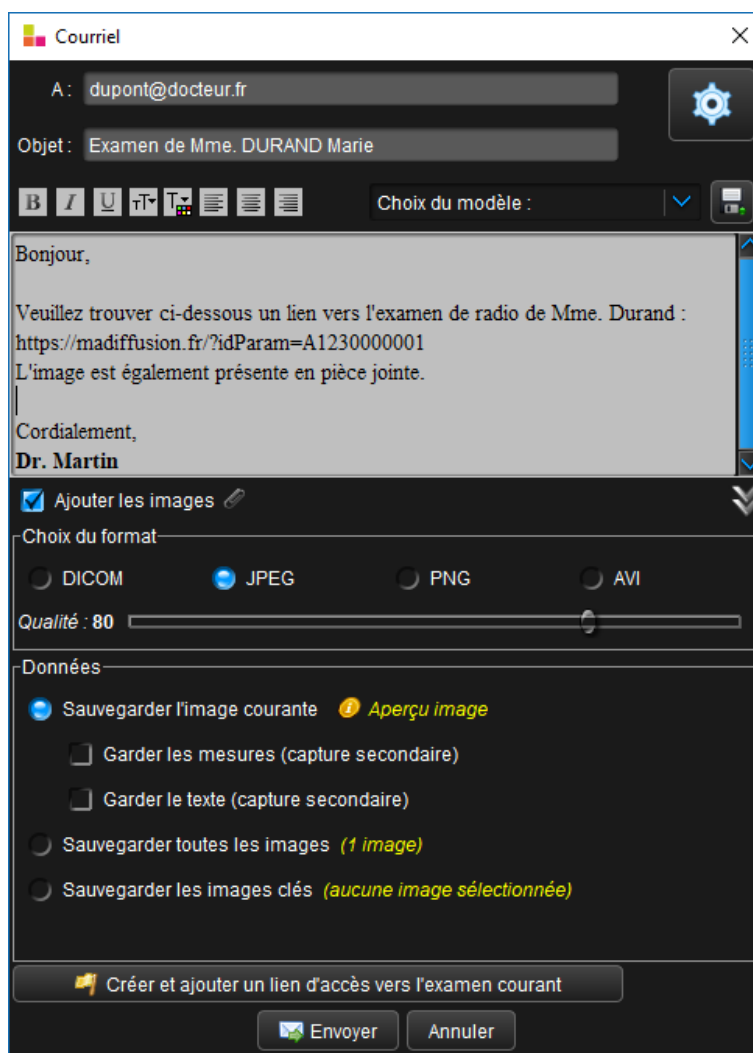 Courriel
A : dupont@docteur.fr
Objet : Examen de Mme. DURAND Marie
B I U Choix du modèle :
Bonjour,
Veuillez trouver ci-dessous un lien vers l'examen de radio de Mme. Durand :
https://madiffusion.fr/?idParam=A1230000001
L'image est également présente en pièce jointe.
Cordialement,
Dr. Martin
Ajouter les images
Choix du format
DICOM JPEG PNG AVI
Qualité : 80
Données
Sauvegarder l'image courante Aperçu image
Garder les mesures (capture secondaire)
Garder le texte (capture secondaire)
Sauvegarder toutes les images (1 image)
Sauvegarder les images clés (aucune image sélectionnée)
Créer et ajouter un lien d'accès vers l'examen courant
Envoyer Annuler